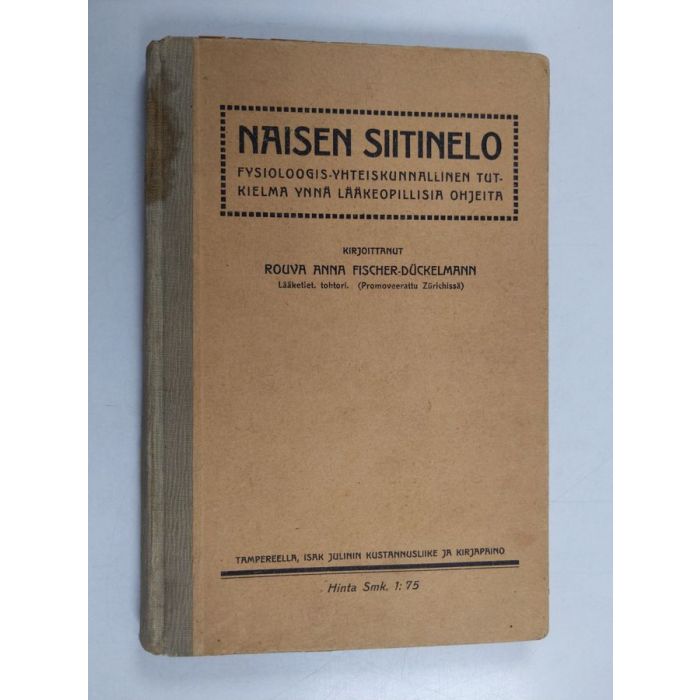 NAISEN SIITINELO
FYSIOLOOGIS-YHTEISKUNNALLINEN TUT-
KIELMA YNNÄ LÄÄKEOPILLISIA OHJEITA
KIRJOITTANUT
ROUVA ANNA FISCHER-DÜCKELMANN
Lääketiet. tohtori. (Promoveerattu Zürichissä)
TAMPEREELLA, ISAK JULININ KUSTANNUSLIIKE JA KIRJAPAINO
Hinta Smk. 1: 75